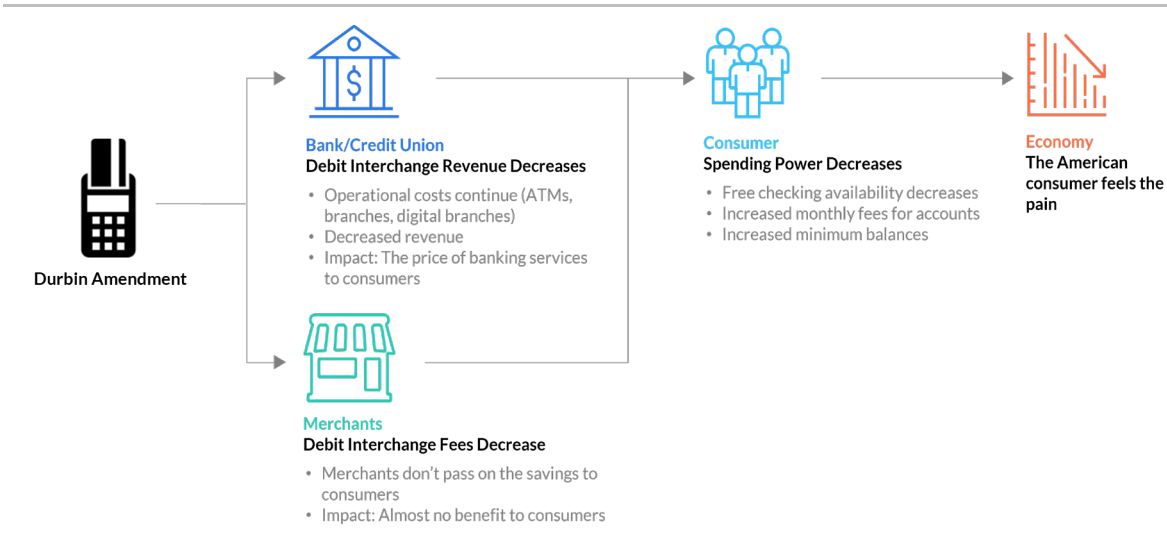 Durbin Amendment
Bank/Credit Union
Debit Interchange Revenue Decreases
• Operational costs continue (ATMs,
branches, digital branches)
• Decreased revenue
• Impact: The price of banking services
to consumers
Merchants
Debit Interchange Fees Decrease
• Merchants don’t pass on the savings to
consumers
• Impact: Almost no benefit to consumers
Consumer
Spending Power Decreases
• Free checking availability decreases
• Increased monthly fees for accounts
• Increased minimum balances
Economy
The American
consumer feels the
pain
$